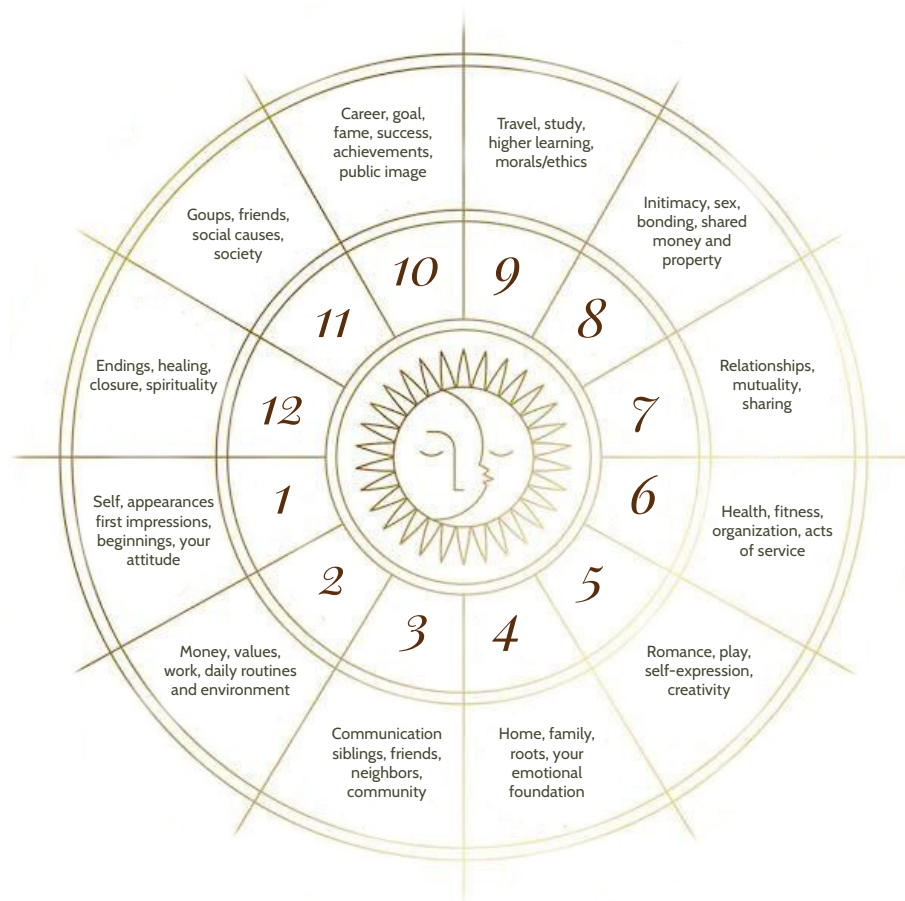 Career, goal,
fame, success,
achievements,
public image
Travel, study,
higher learning,
morals/ethics
Initimacy, sex,
bonding, shared
money and
property
Goups, friends,
social causes,
society
10
9
11
8
Endings, healing,
closure, spirituality
Relationships,
mutuality,
sharing
12
7
1
6
Self, appearances
first impressions,
beginnings, your
attitude
Health, fitness,
organization, acts
of service
2
5
3
4
Money, values,
work, daily routines
and environment
Romance, play,
self-expression,
creativity
Communication
siblings, friends,
neighbors,
community
Home, family,
roots, your
emotional
foundation